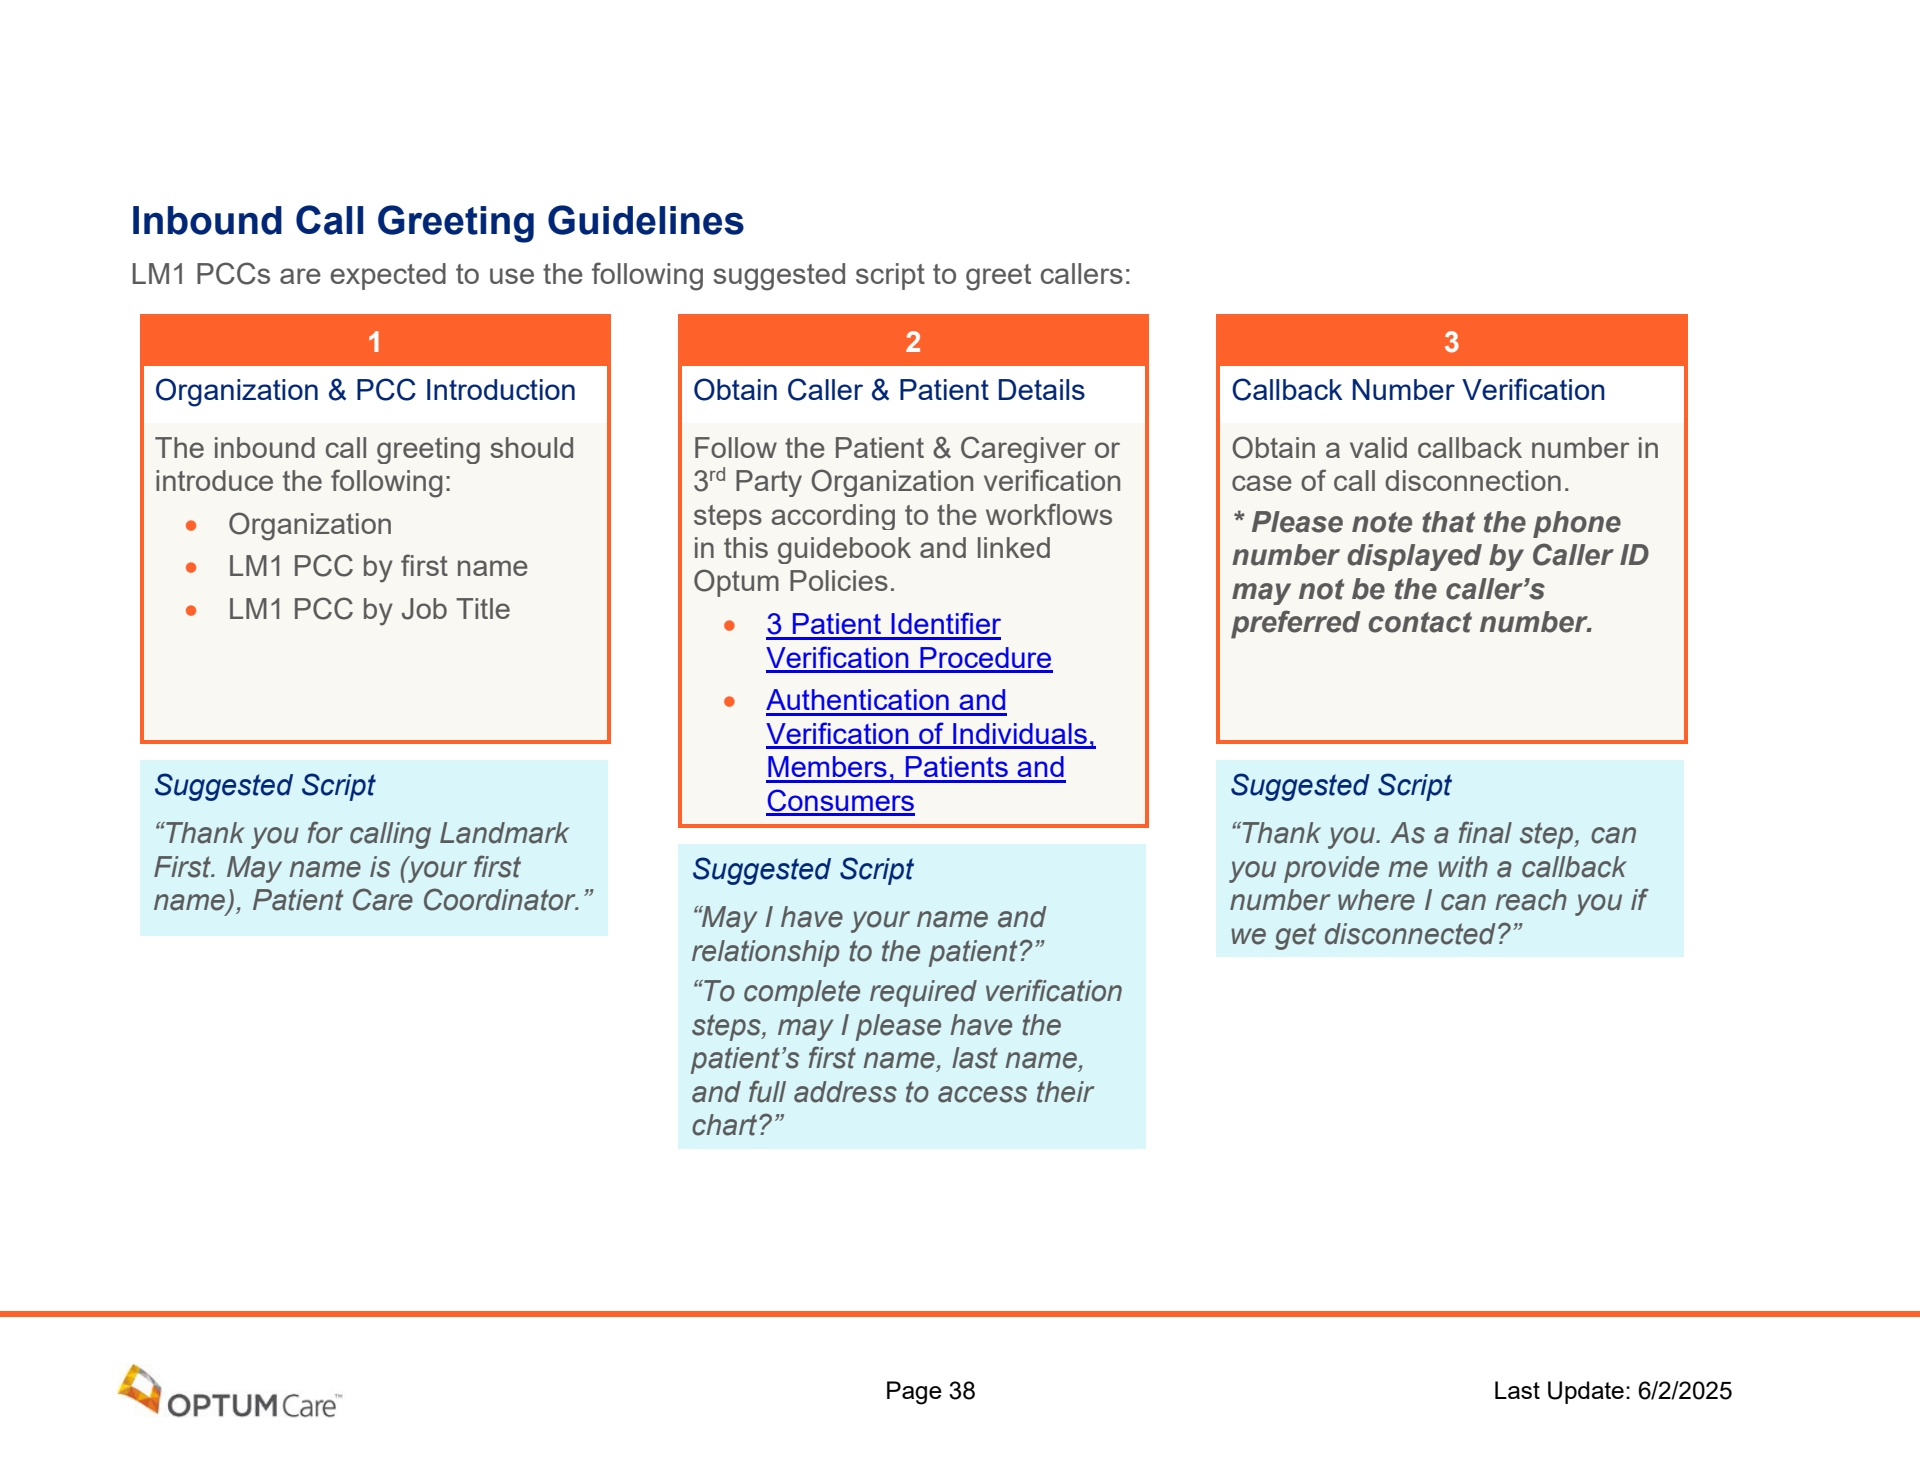 Inbound Call Greeting Guidelines
LM1 PCCs are expected to use the following suggested script to greet callers:
1
Organization & PCC Introduction
The inbound call greeting should
introduce the following:
• Organization
• LM1 PCC by first name
• LM1 PCC by Job Title
Suggested Script
“Thank you for calling Landmark
First. May name is (your first
name), Patient Care Coordinator.”
2
Obtain Caller & Patient Details
Follow the Patient & Caregiver or
3rd Party Organization verification
steps according to the workflows
in this guidebook and linked
Optum Policies.
• 3 Patient Identifier
Verification Procedure
• Authentication and
Verification of Individuals,
Members, Patients and
Consumers
Suggested Script
“May I have your name and
relationship to the patient?”
“To complete required verification
steps, may I please have the
patient’s first name, last name,
and full address to access their
chart?”
3
Callback Number Verification
Obtain a valid callback number in
case of call disconnection.
* Please note that the phone
number displayed by Caller ID
may not be the caller’s
preferred contact number.
Suggested Script
“Thank you. As a final step, can
you provide me with a callback
number where I can reach you if
we get disconnected?”
OPTUM Care™
Page 38
Last Update: 6/2/2025